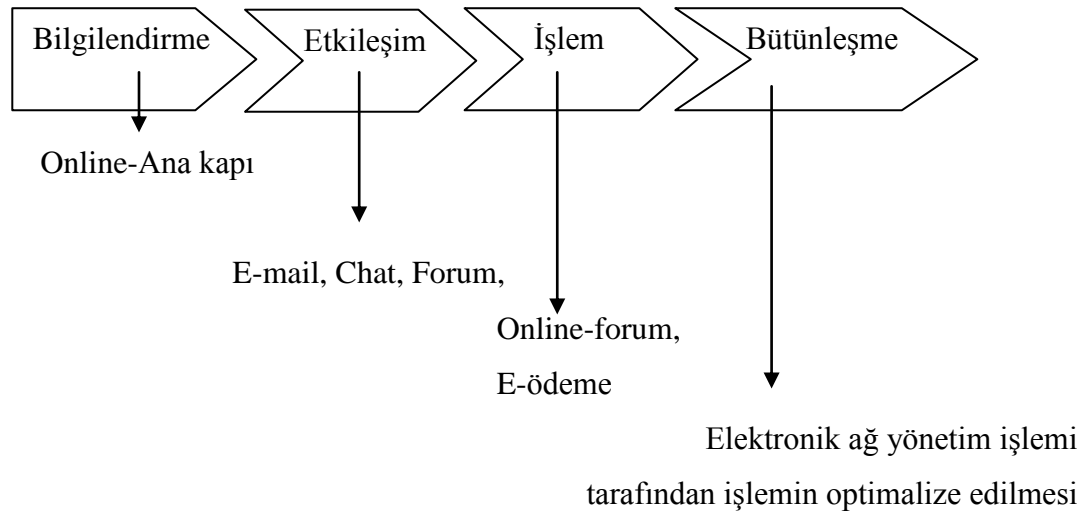 Bilgilendirme
Etkileşim
İşlem
Bütünleşme
Online-Ana kapı
E-mail, Chat, Forum,
Online-forum,
E-ödeme
Elektronik ağ yönetim işlemi
tarafından işlemin optimalize edilmesi